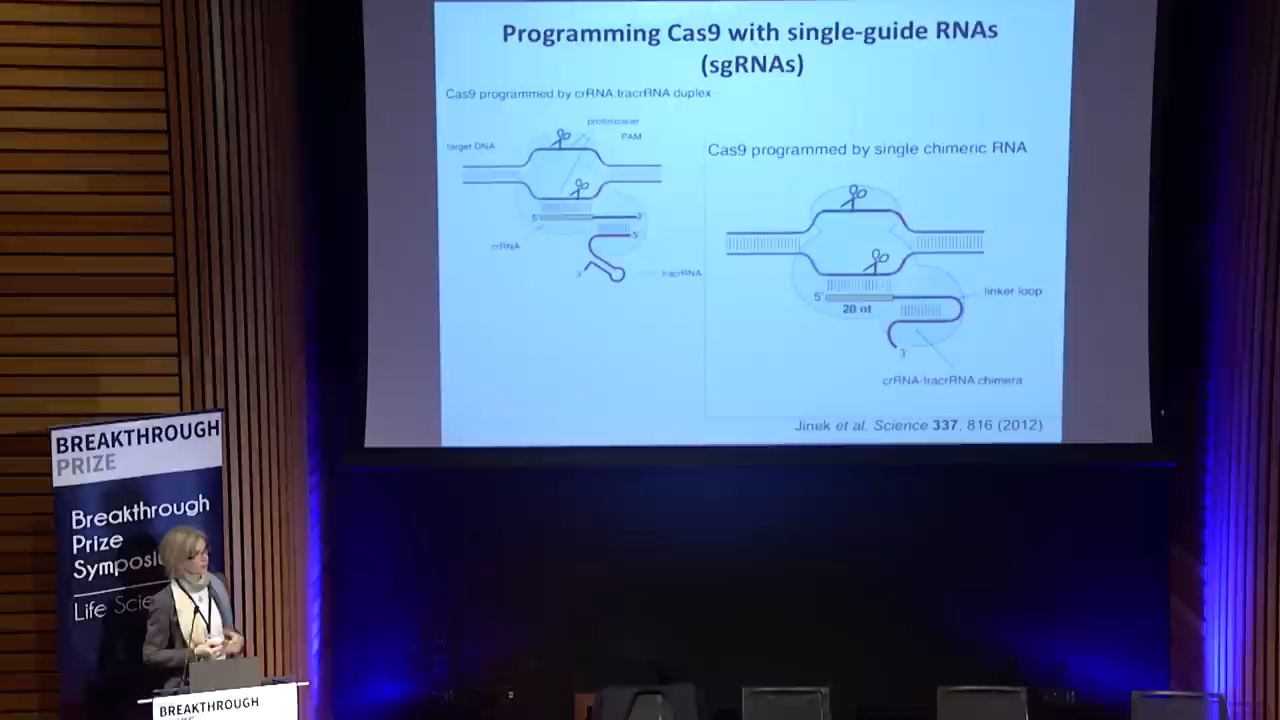 Programming Cas9 with single-guide RNAs
(sgRNAs)
Cas9 programmed by crRNA:tracrRNA duplex
protospacer
PAM
target DNA
5'
3'
5'
crRNA
3'
tracrRNA
Cas9 programmed by single chimeric RNA
linker loop
5'
20 nt
3'
crRNA-tracrRNA chimera
Jinek et al. Science 337, 816 (2012)
BREAKTHROUGH
PRIZE
Breakthrough
Prize
Symposiu
Life Scie
BREAKTHROUGH